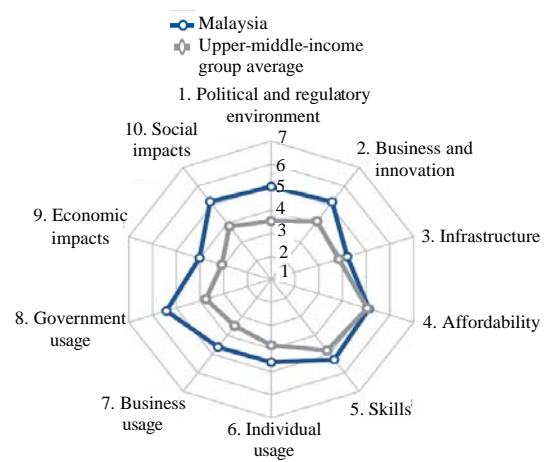 Malaysia
Upper-middle-income
group average
1. Political and regulatory
environment
10. Social
impacts
2. Business and
innovation
9. Economic
impacts
3. Infrastructure
8. Government
usage
4. Affordability
7. Business
usage
5. Skills
6. Individual
usage
7
6
5
4
3
2
1